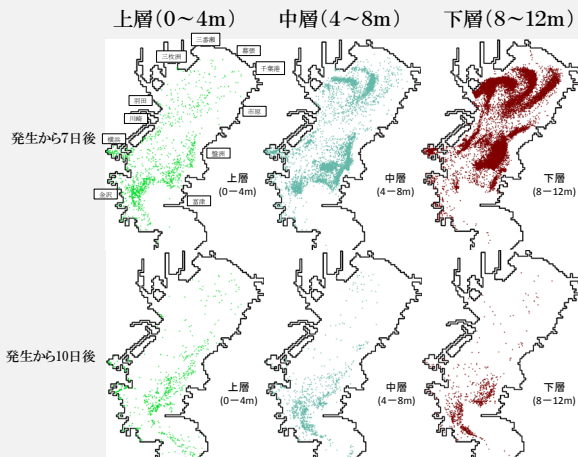 上層（0～4m）
中層（4～8m）
下層（8～12m）
発生から7日後
三番瀬
三枚洲
幕張
千葉港
羽田
川崎
市原
横浜
盤洲
金沢
富津
上層
(0－4m)
中層
(4－8m)
下層
(8－12m)
発生から10日後
上層
(0－4m)
中層
(4－8m)
下層
(8－12m)